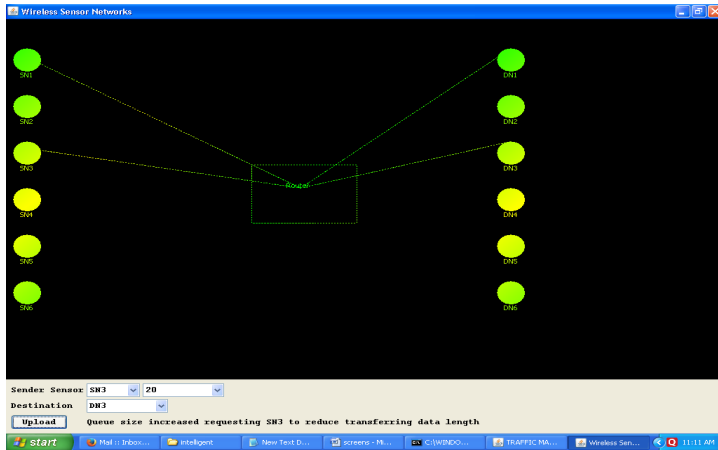 Wireless Sensor Networks
SN1
DN1
SN2
DN2
SN3
DN3
Router
SN4
DN4
SN5
DN5
SN6
DN6
Sender Sensor SN3 20
Destination DN3
Upload Queue size increased requesting SN3 to reduce transferring data length
start Mail :: Inbox... intelligent New Text D... screens - Mi... C:\WINDO... TRAFFIC MA... Wireless Sen... 11:11 AM